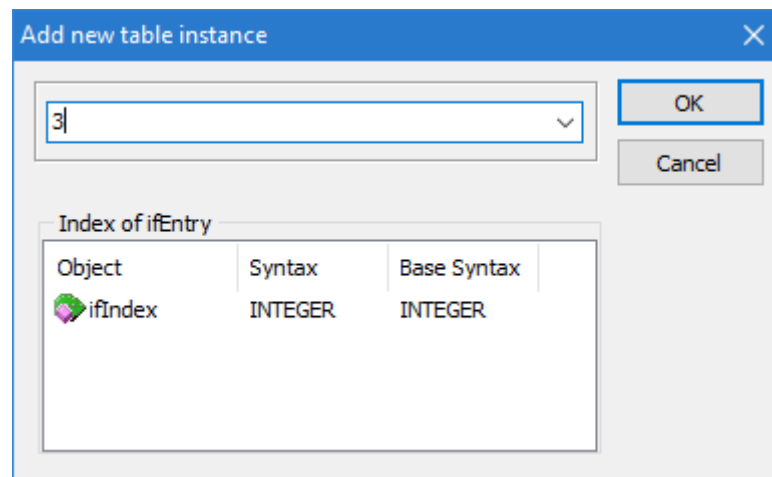 Add new table instance
3
OK
Cancel
Index of ifEntry
Object Syntax Base Syntax
ifIndex INTEGER INTEGER